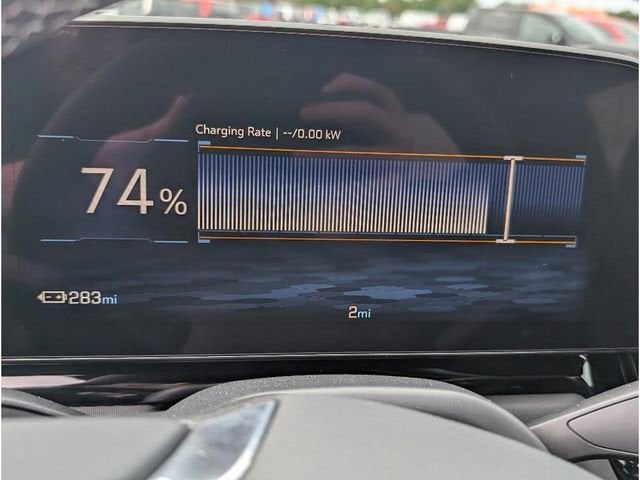 Charging Rate | --/0.00 kW
74%
283mi
2mi